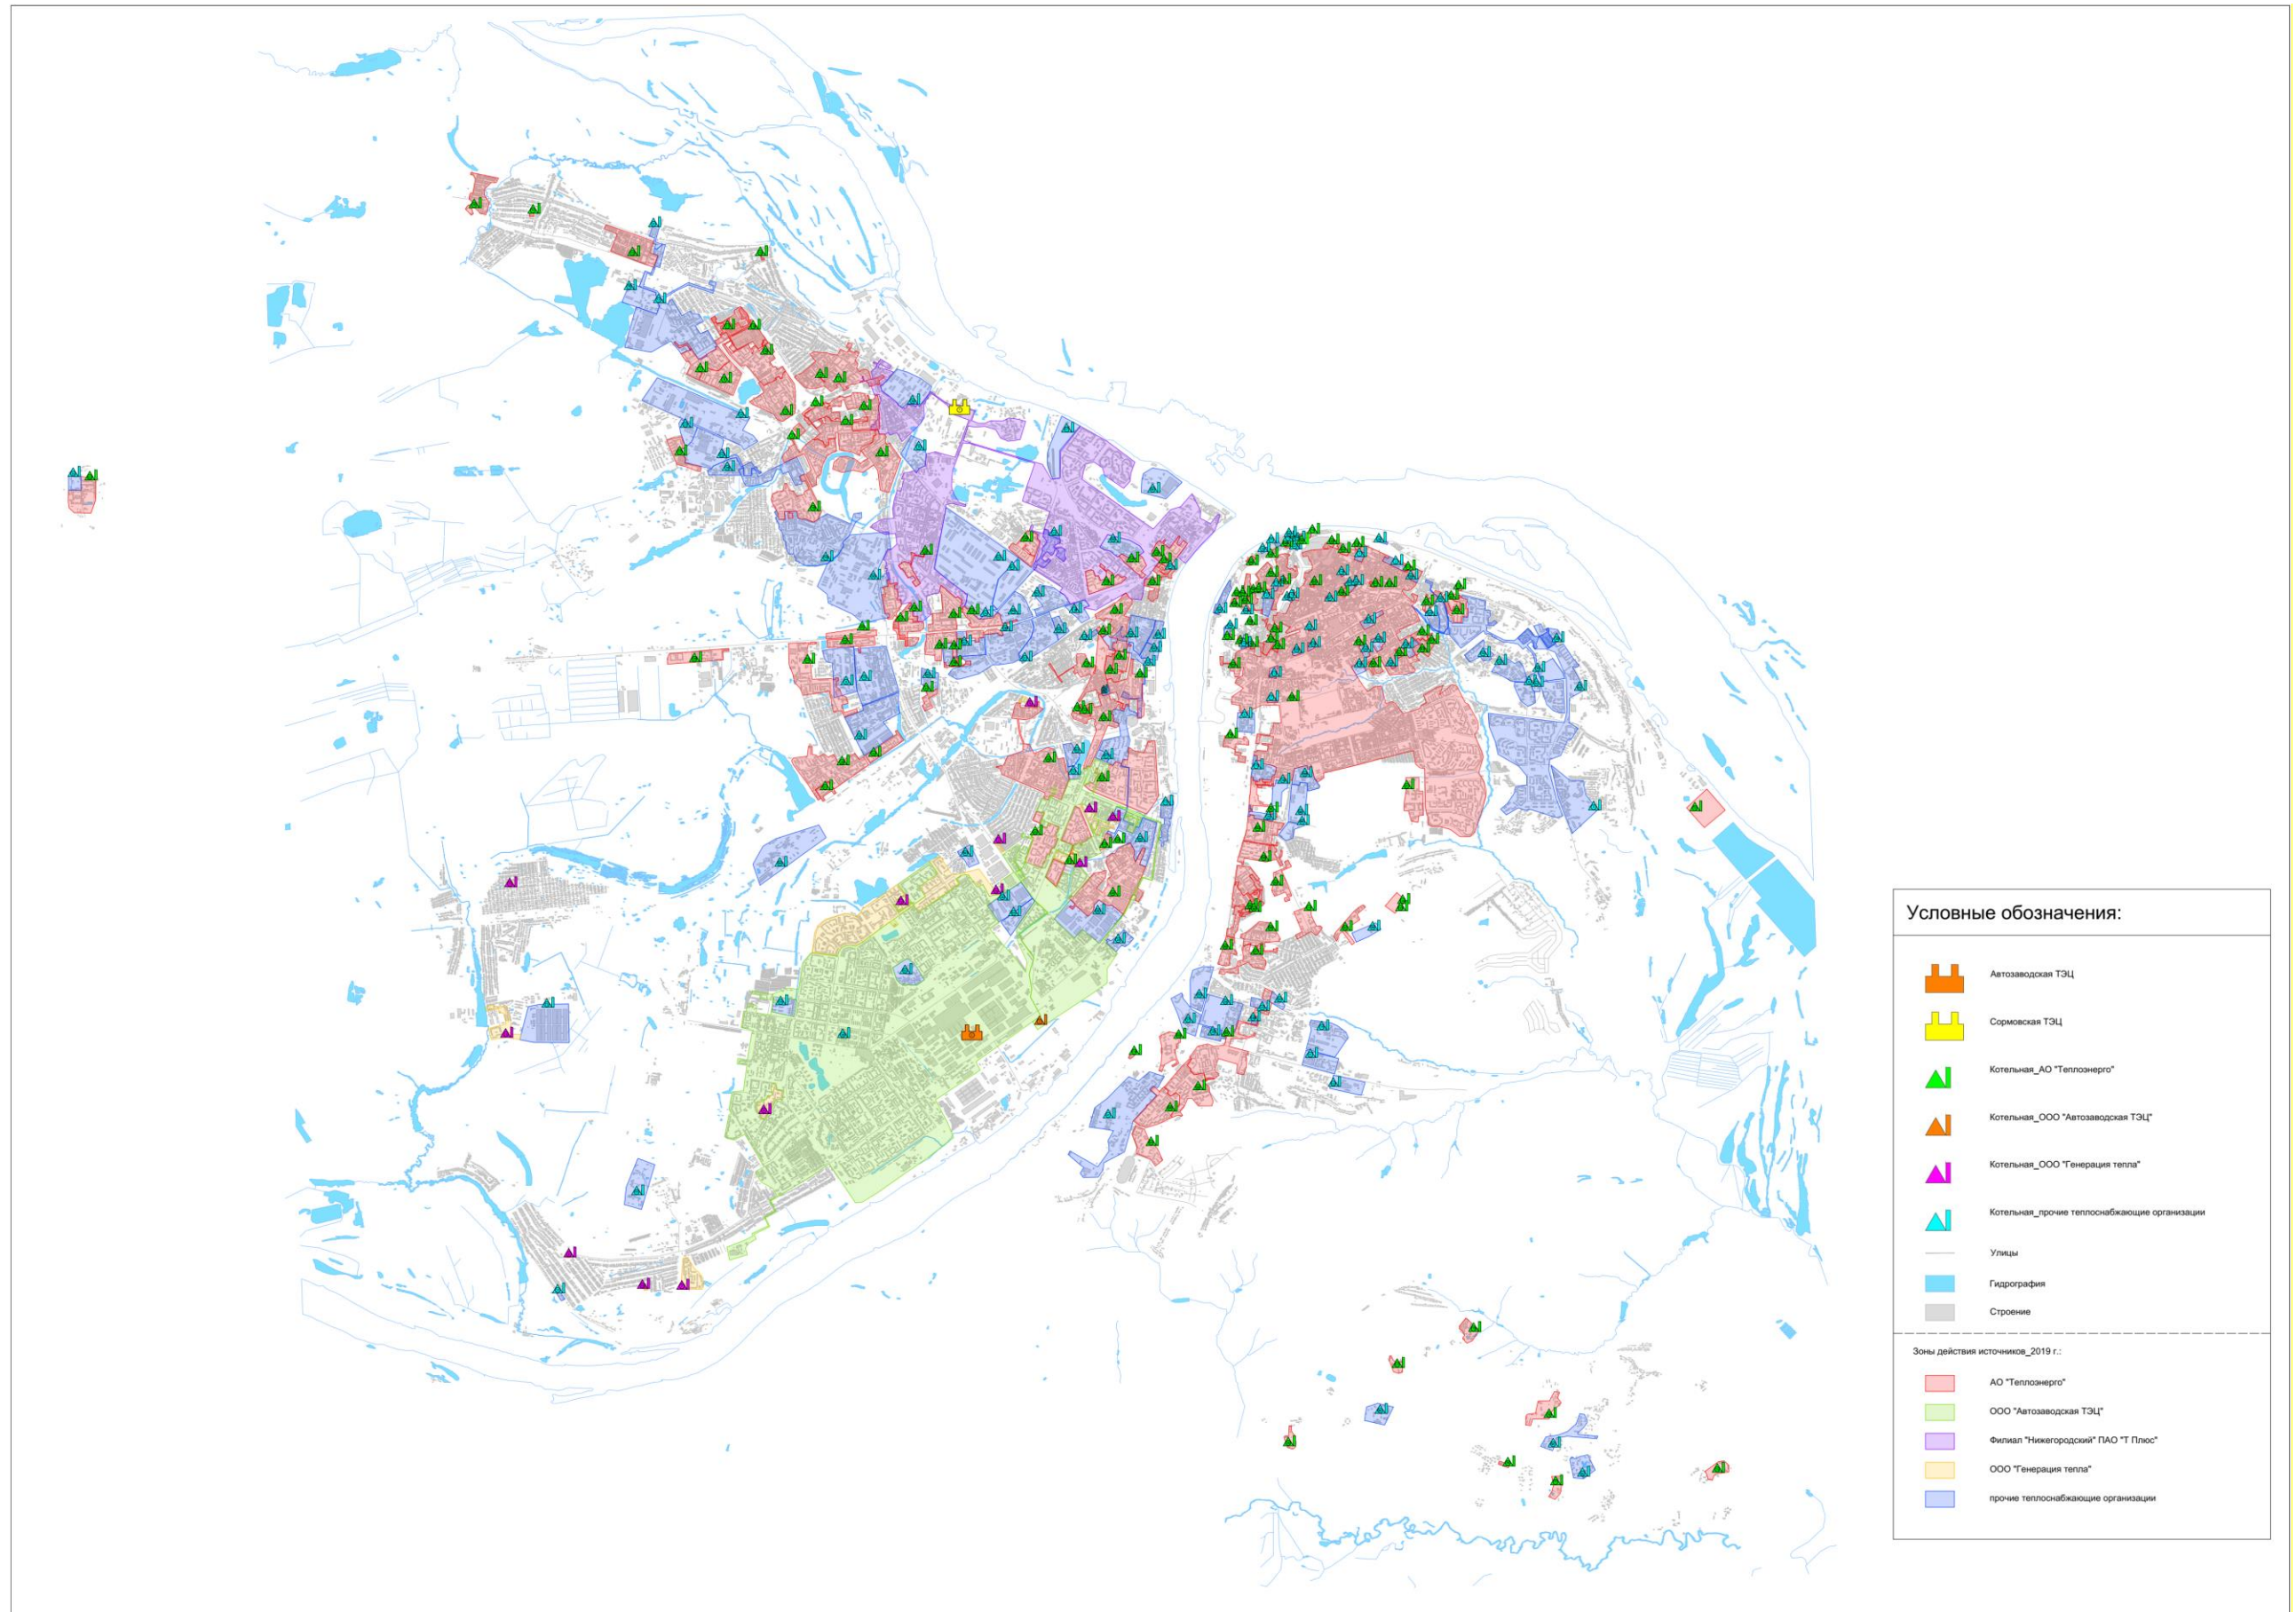 Условные обозначения:
Автозаводская ТЭЦ
Сормовская ТЭЦ
Котельная_АО "Теплоэнерго"
Котельная_ООО "Автозаводская ТЭЦ"
Котельная_ООО "Генерация тепла"
Котельная_прочие теплоснабжающие организации
Улицы
Гидрография
Строение
Зоны действия источников_2019 г.:
АО "Теплоэнерго"
ООО "Автозаводская ТЭЦ"
Филиал "Нижегородский" ПАО "Т Плюс"
ООО "Генерация тепла"
прочие теплоснабжающие организации